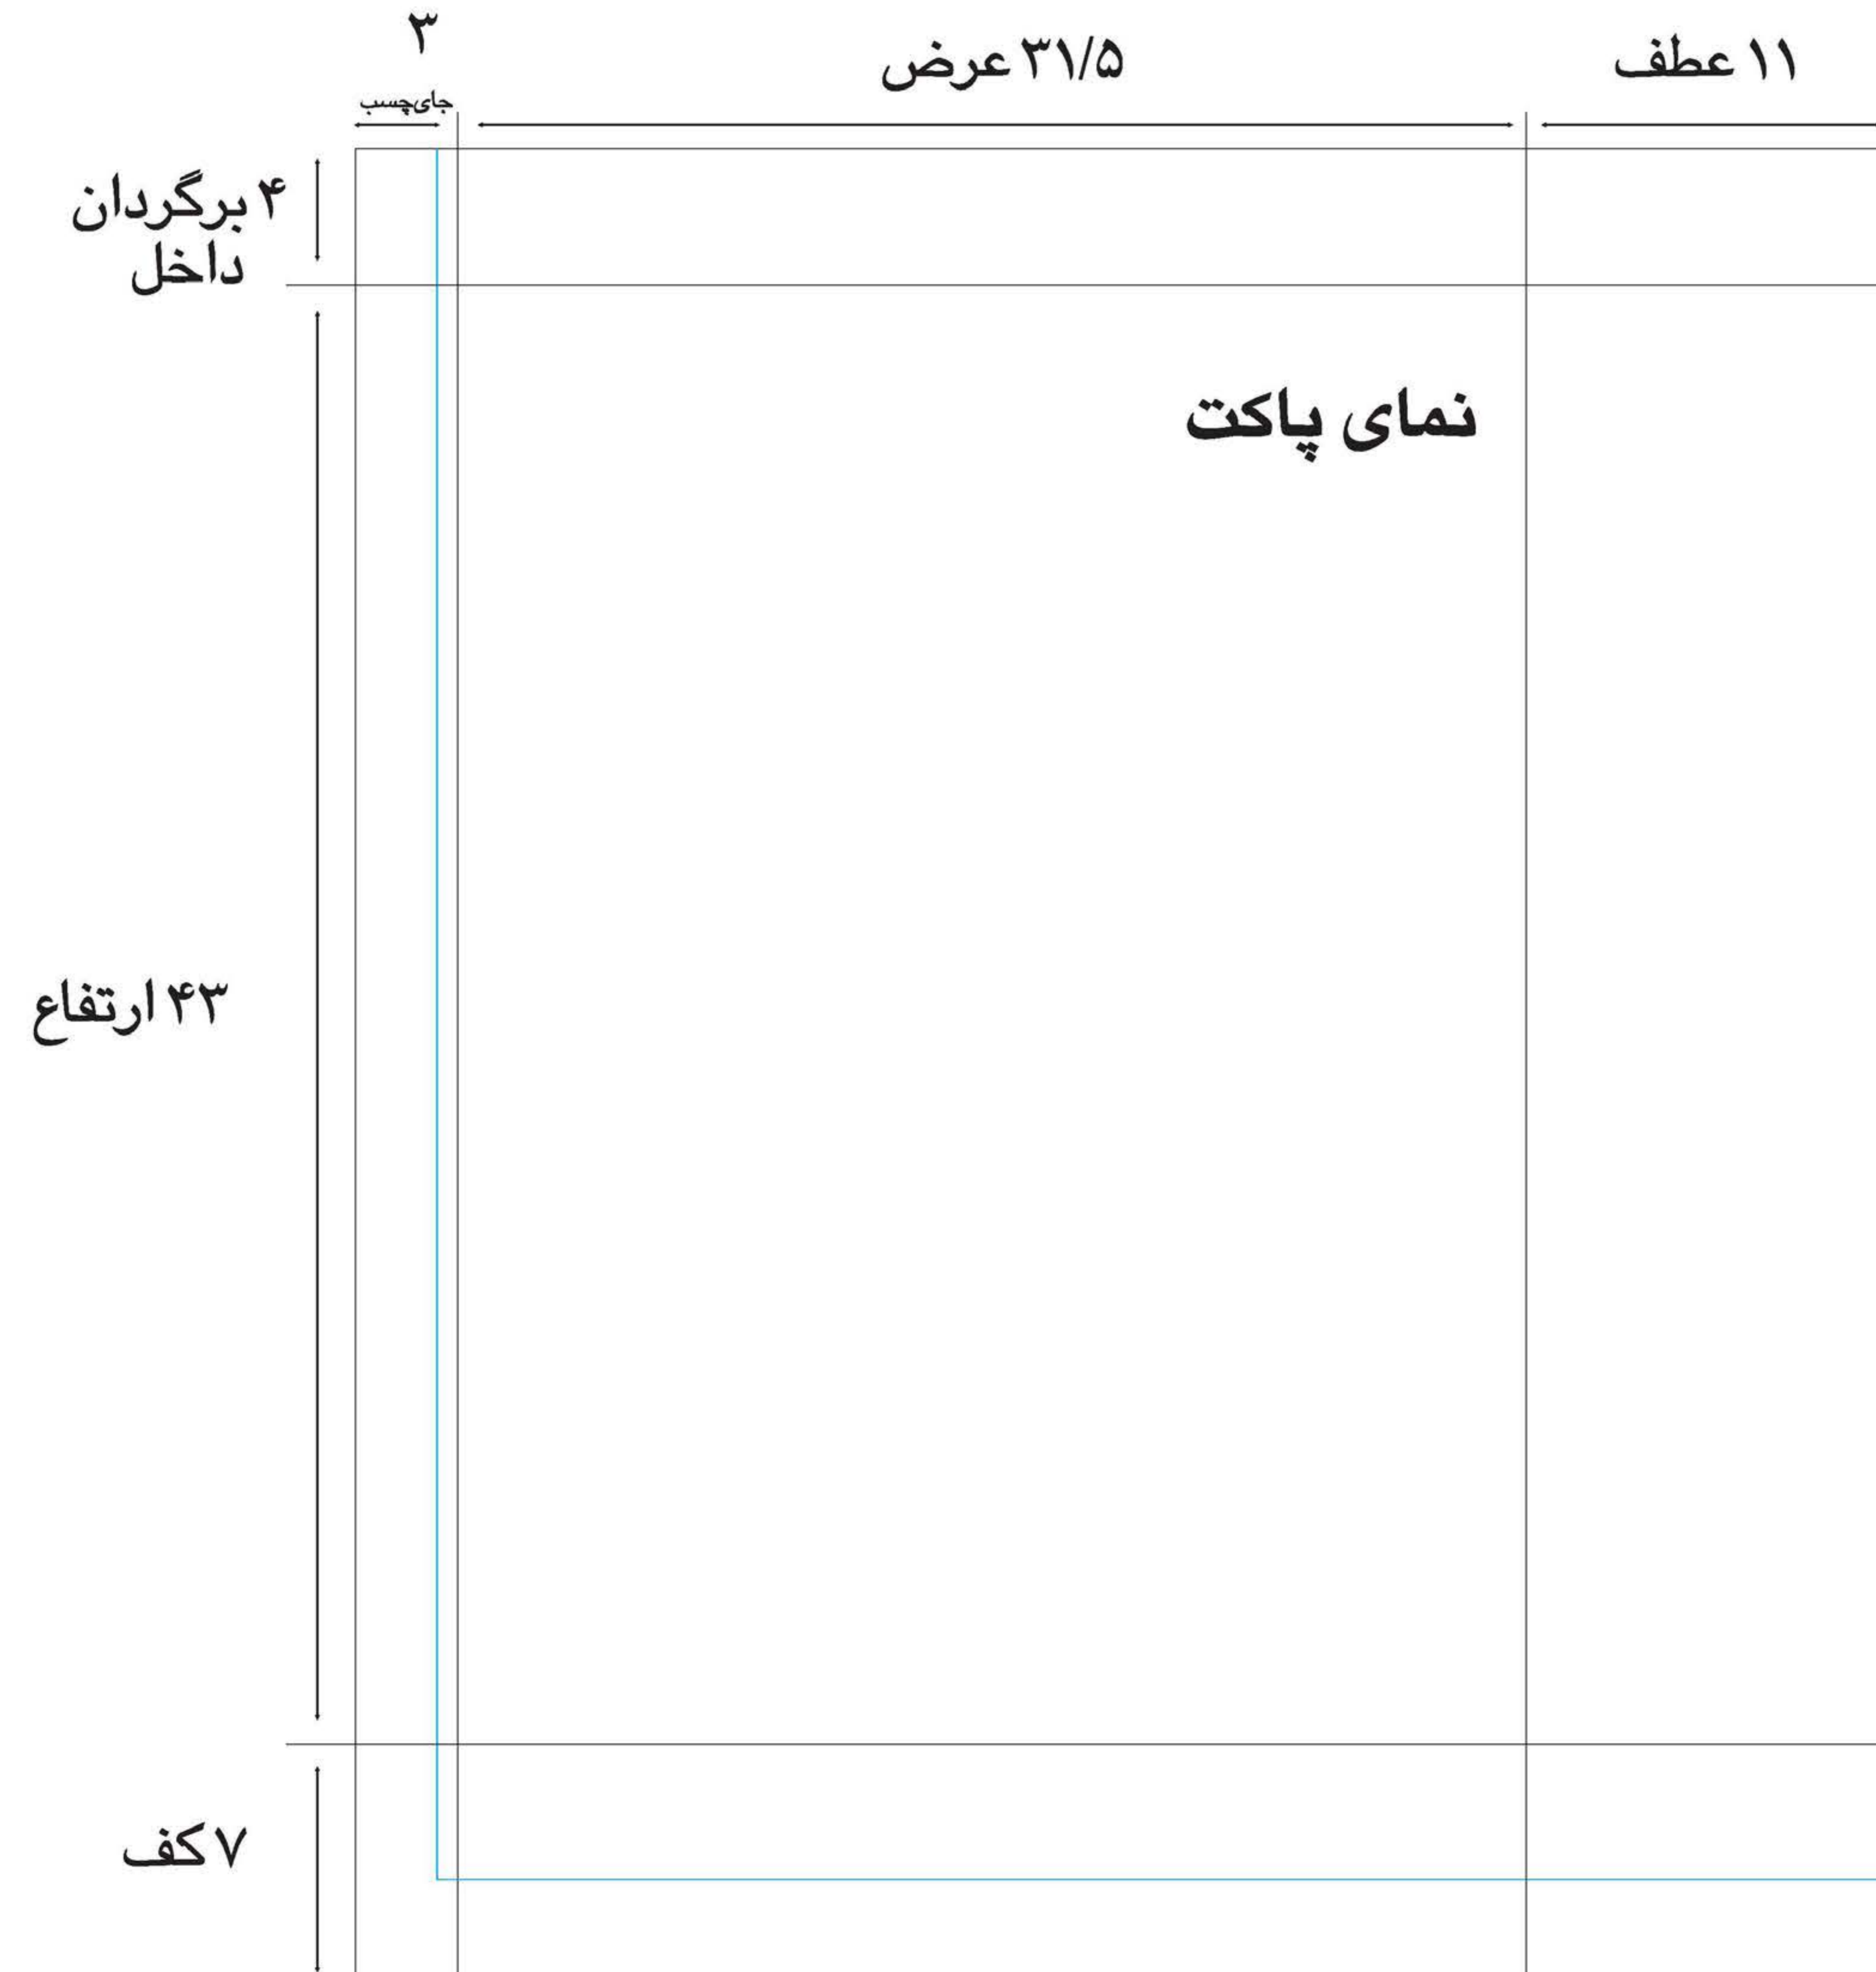 ۳
جای‌چسب
۳۱/۵ عرض
۱۱ عطف
۴ برگردان
داخل
نمای پاکت
۴۳ ارتفاع
۷ کف